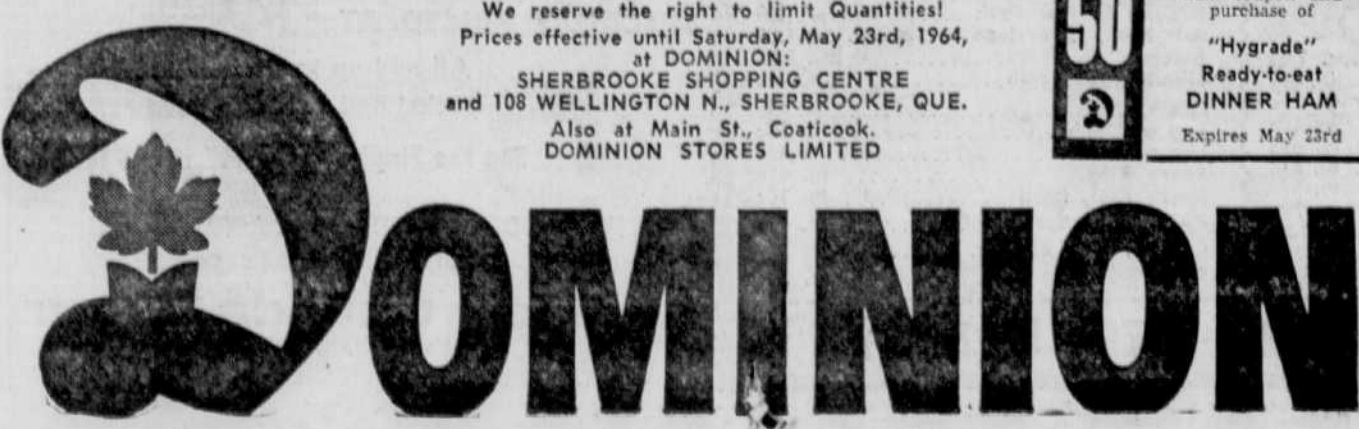 We reserve the right to limit Quantities!
Prices effective until Saturday, May 23rd, 1964,
at DOMINION:
SHERBROOKE SHOPPING CENTRE
and 108 WELLINGTON N., SHERBROOKE, QUE.
Also at Main St., Coaticook.
DOMINION STORES LIMITED
50
purchase of
"Hygrade"
Ready-to-eat
DINNER HAM
Expires May 23rd
DOMINION